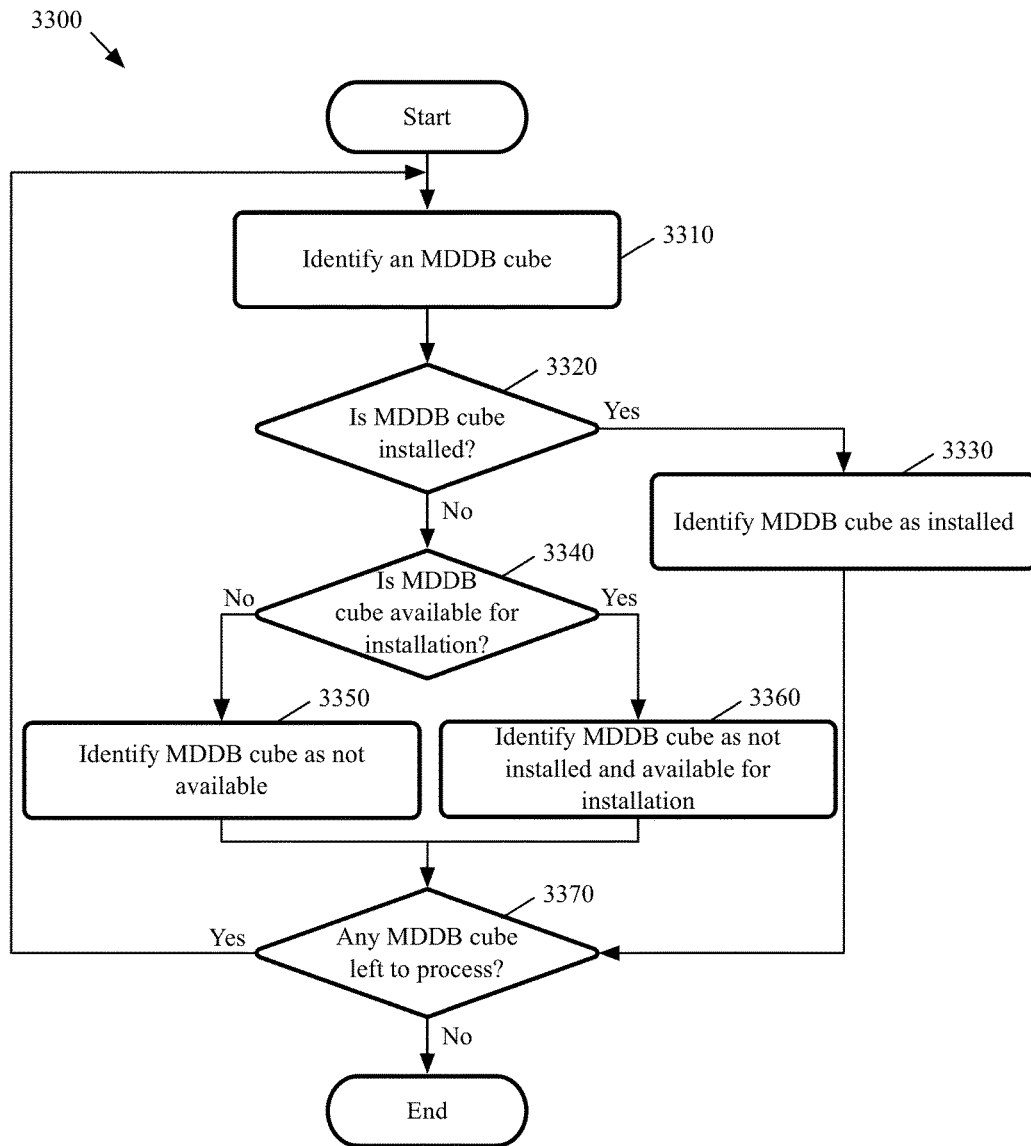 3300
Start
Identify an MDDB cube
3310
3320
Is MDDB cube
installed?
Yes
No
3330
Identify MDDB cube as installed
3340
Is MDDB
cube available for
installation?
No
Yes
3350
Identify MDDB cube as not
available
3360
Identify MDDB cube as not
installed and available for
installation
3370
Any MDDB cube
left to process?
Yes
No
End